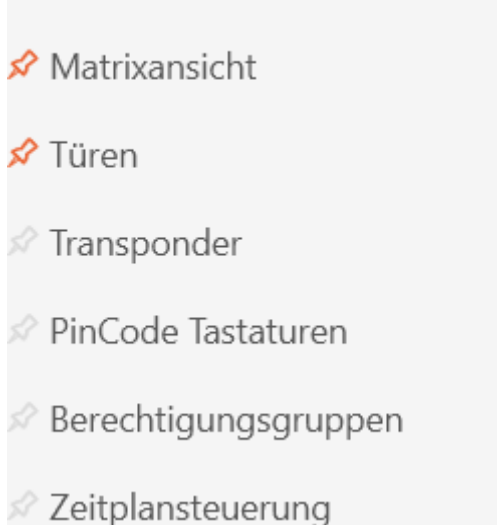 Matrixansicht
Türen
Transponder
PinCode Tastaturen
Berechtigungsgruppen
Zeitplansteuerung